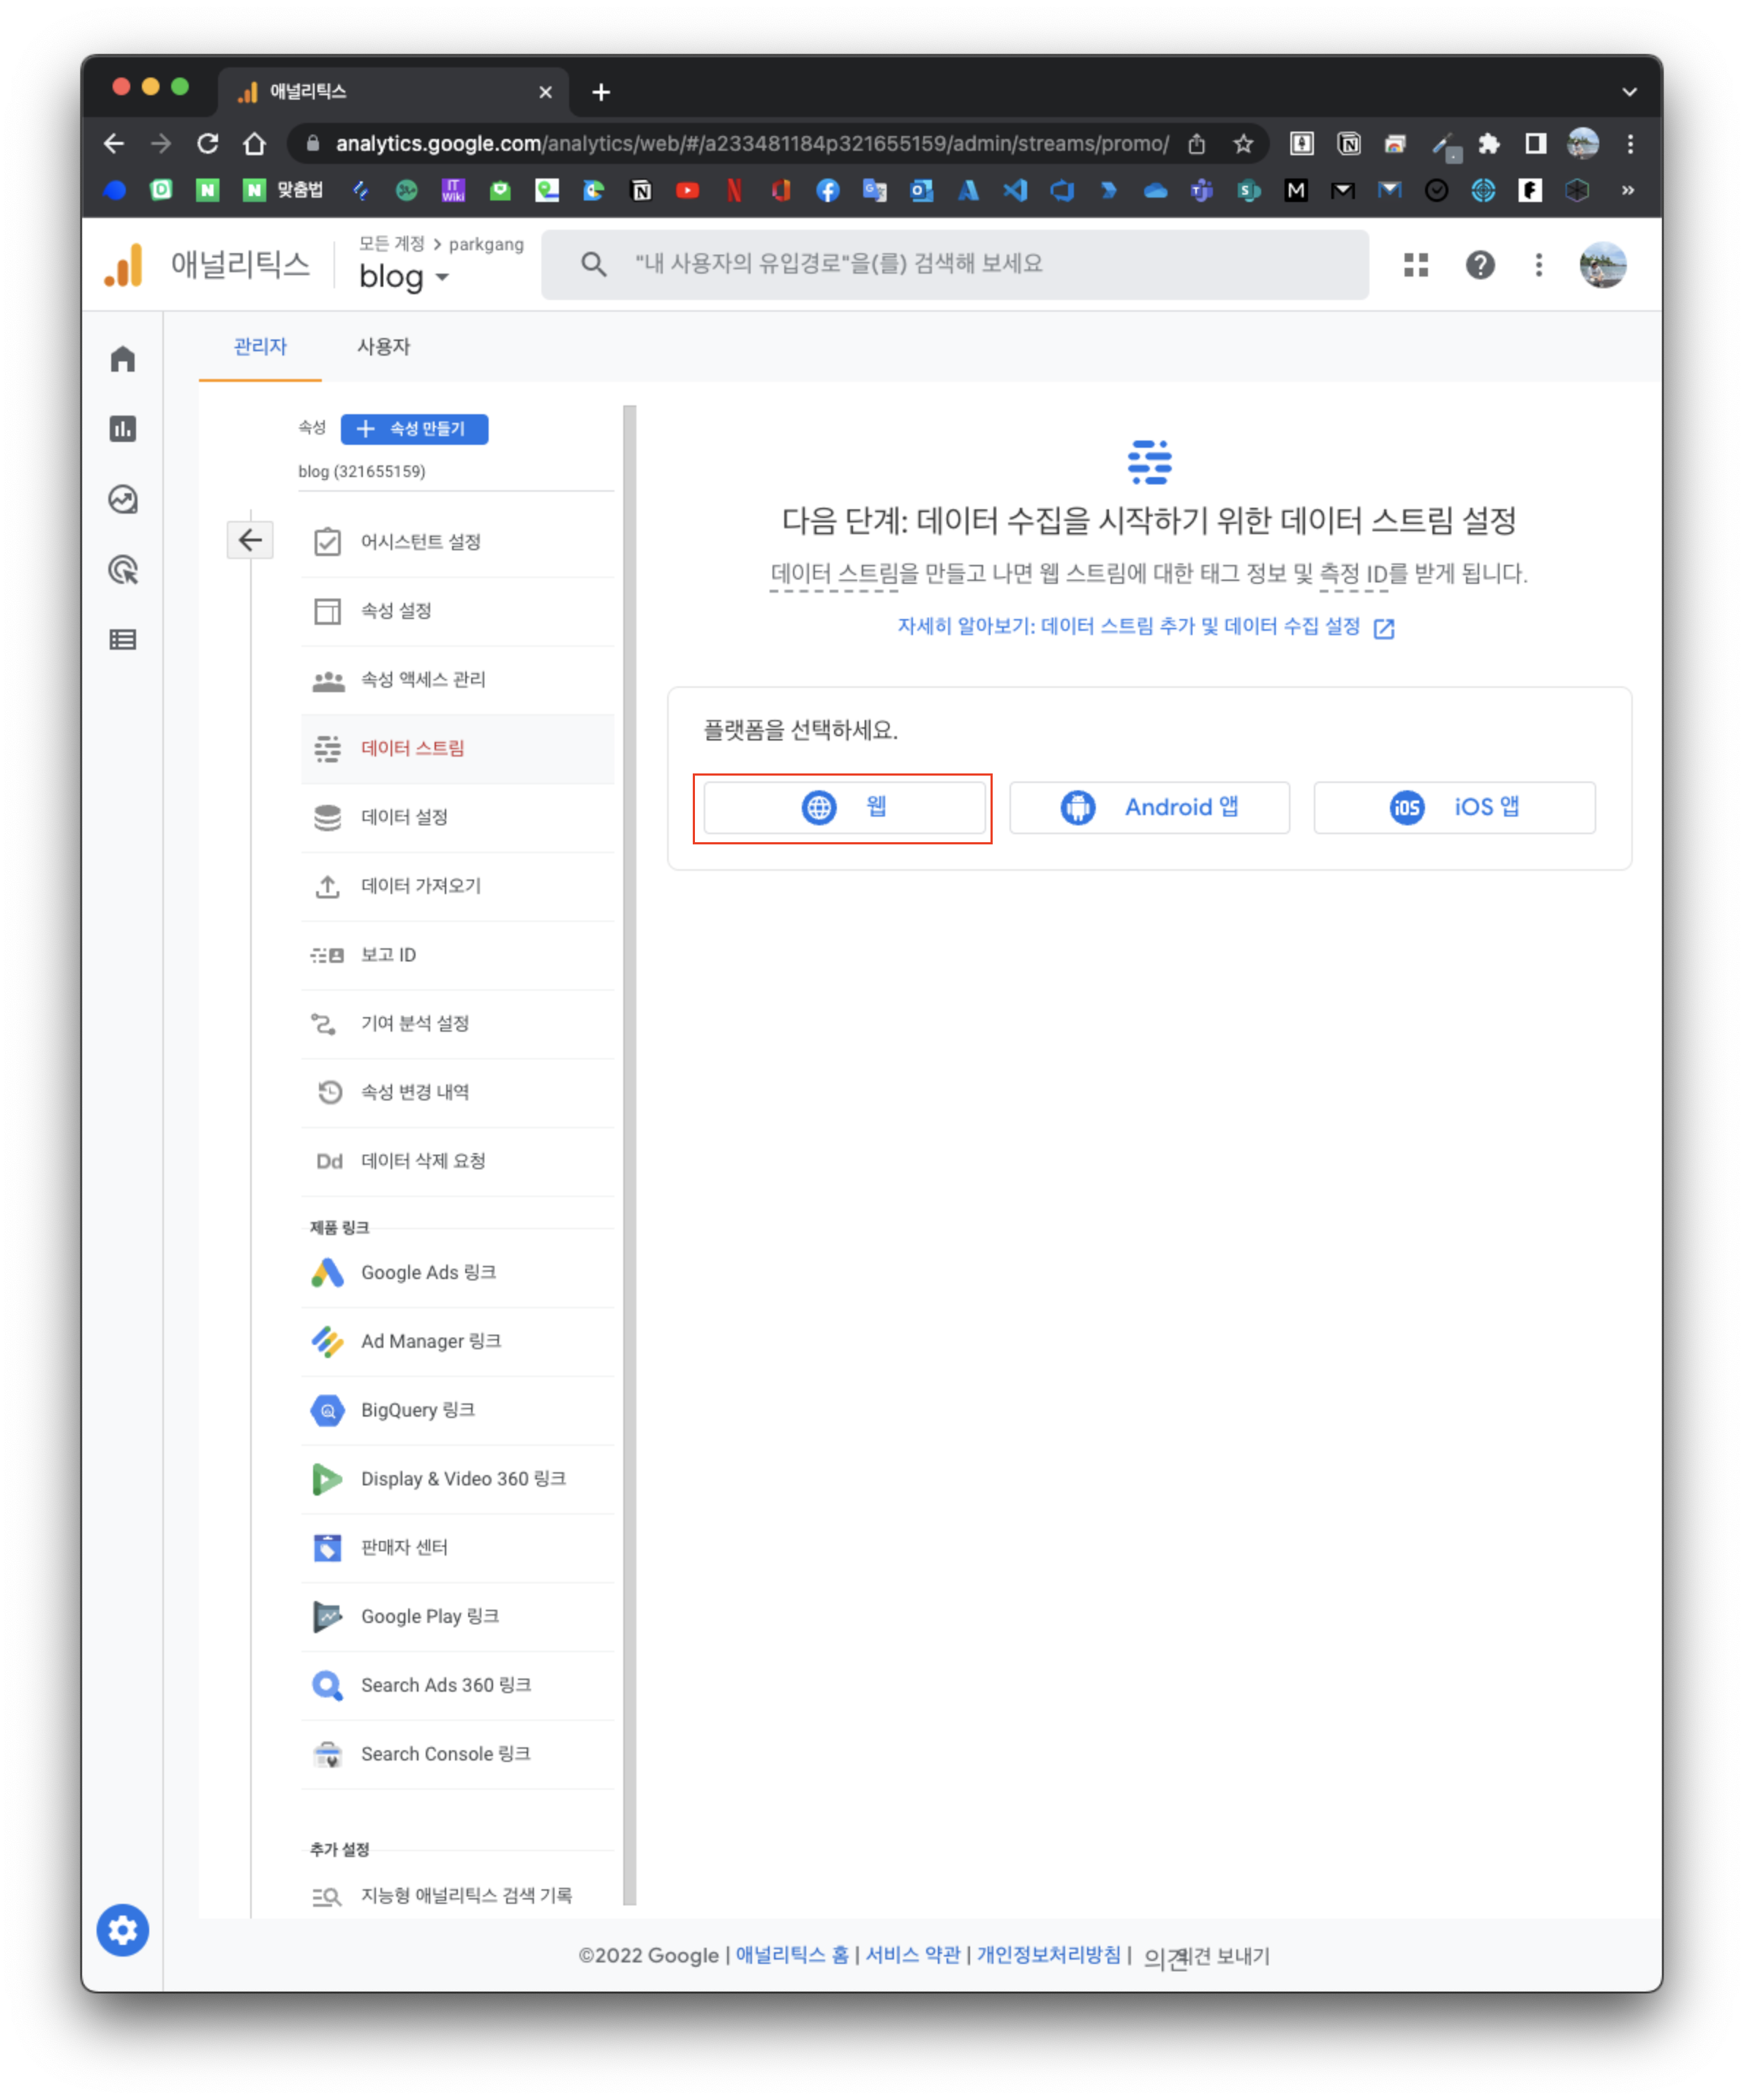 애널리틱스
analytics.google.com/analytics/web/#/a233481184p321655159/admin/streams/promo/
맞춤법
IT Wiki
애널리틱스
모든 계정 > parkgang
blog
"내 사용자의 유입경로"을(를) 검색해 보세요
관리자 사용자
속성 + 속성 만들기
blog (321655159)
어시스턴트 설정
속성 설정
속성 액세스 관리
데이터 스트림
데이터 설정
데이터 가져오기
보고 ID
기여 분석 설정
속성 변경 내역
Dd 데이터 삭제 요청
제품 링크
Google Ads 링크
Ad Manager 링크
BigQuery 링크
Display & Video 360 링크
판매자 센터
Google Play 링크
Search Ads 360 링크
Search Console 링크
추가 설정
지능형 애널리틱스 검색 기록
다음 단계: 데이터 수집을 시작하기 위한 데이터 스트림 설정
데이터 스트림을 만들고 나면 웹 스트림에 대한 태그 정보 및 측정 ID를 받게 됩니다.
자세히 알아보기: 데이터 스트림 추가 및 데이터 수집 설정
플랫폼을 선택하세요.
웹
Android 앱
iOS iOS 앱
©2022 Google | 애널리틱스 홈 | 서비스 약관 | 개인정보처리방침 | 의견 의견 보내기